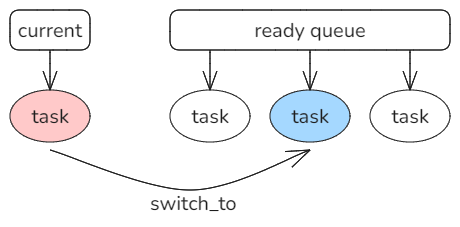 current
ready queue
task
task
task
task
switch_to